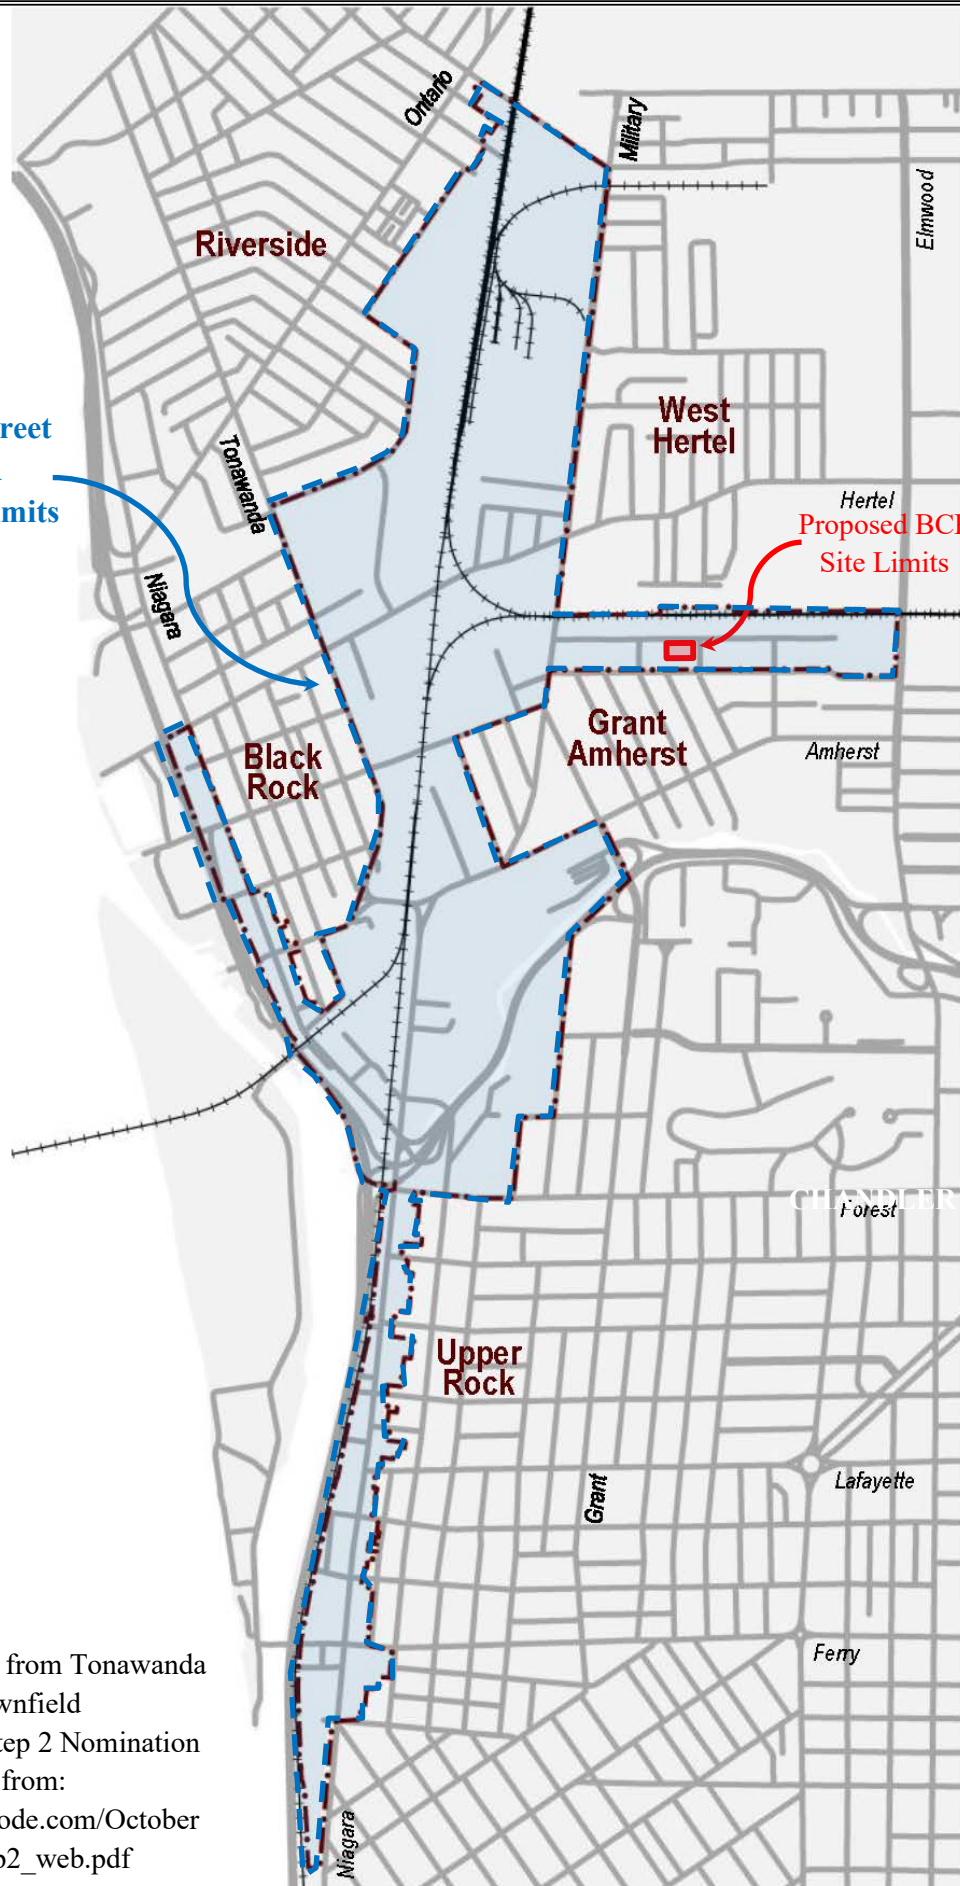 Ontario
Military
Elmwood
Riverside
West
Hertel
reet
mits
Tonawanda
Hertel
Proposed BCP
Site Limits
Niagara
Grant
Amherst
Amherst
Black
Rock
CHANDLER
Forest
Upper
Rock
Grant
Lafayette
from Tonawanda
wnfield
tep 2 Nomination
from:
ode.com/October
p2_web.pdf
Ferry
Niagara